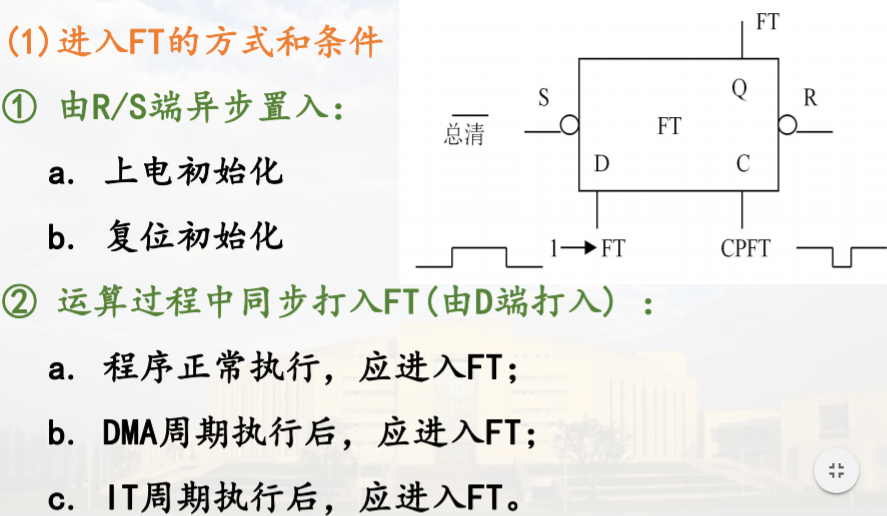 (1)进入FT的方式和条件
① 由R/S端异步置入：
a. 上电初始化
b. 复位初始化
② 运算过程中同步打入FT(由D端打入)：
a. 程序正常执行，应进入FT；
b. DMA周期执行后，应进入FT；
c. IT周期执行后，应进入FT。
FT
S
Q
R
总清
FT
D
C
1→FT
CPFT